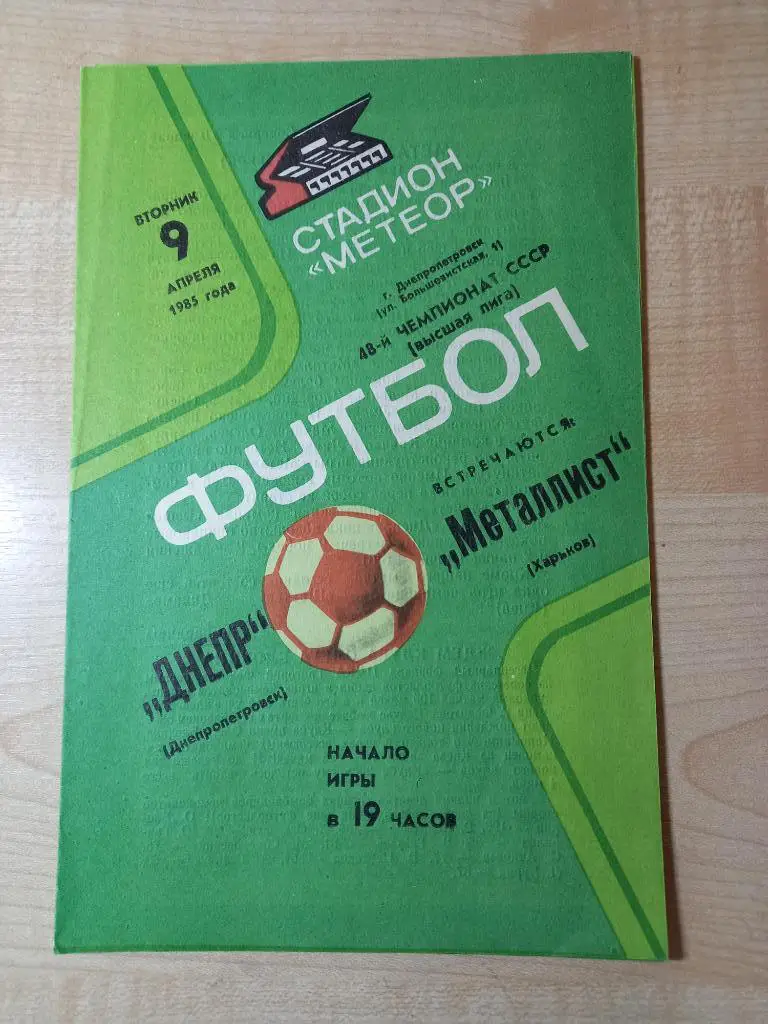 ВТОРНИК
9
АПРЕЛЯ
1985 года
СТАДИОН
«МЕТЕОР»
г. Днепропетровск
(ул. Большевистская, 11)
48-й ЧЕМПИОНАТ СССР
(высшая лига)
ФУТБОЛ
ВСТРЕЧАЮТСЯ:
„Металлист“
(Харьков)
„ДНЕПР“
(Днепропетровск)
НАЧАЛО
ИГРЫ
в 19 ЧАСОВ